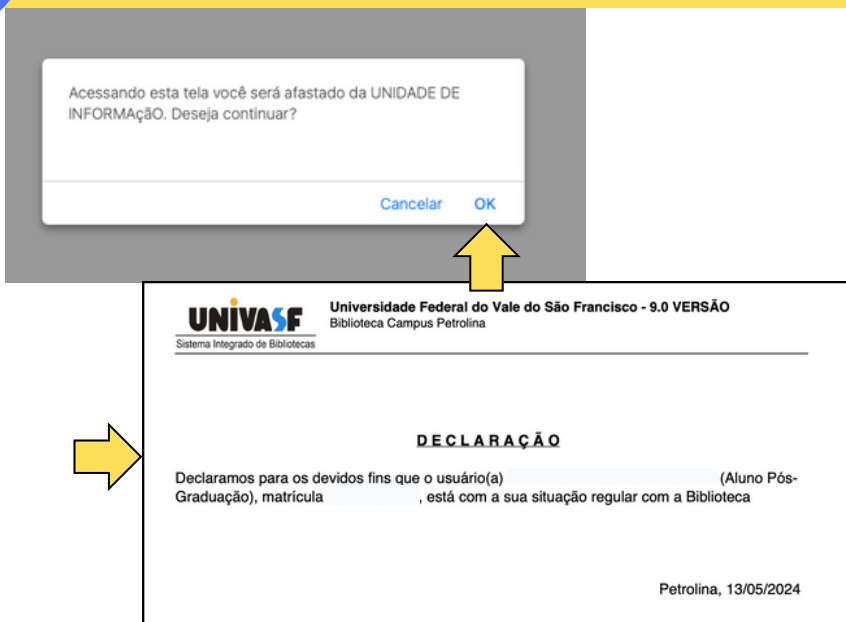 Acessando esta tela você será afastado da UNIDADE DE
INFORMAçãO. Deseja continuar?
Cancelar OK
UNIVASF
Sistema Integrado de Bibliotecas
Universidade Federal do Vale do São Francisco - 9.0 VERSÃO
Biblioteca Campus Petrolina
DECLARAÇÃO
Declaramos para os devidos fins que o usuário(a) (Aluno Pós-
Graduação), matrícula , está com a sua situação regular com a Biblioteca
Petrolina, 13/05/2024